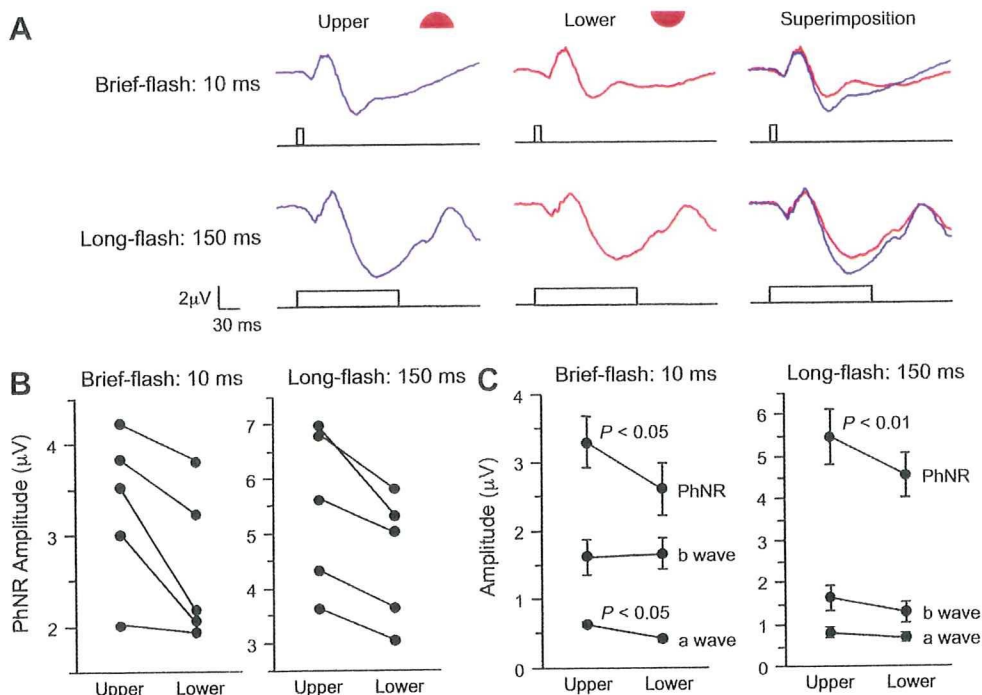 A
Upper
Lower
Superimposition
Brief-flash: 10 ms
Long-flash: 150 ms
2μV
30 ms
B
Brief-flash: 10 ms
Long-flash: 150 ms
PhNR Amplitude (μV)
4
3
2
Upper Lower
7
6
5
4
3
Upper Lower
C
Brief-flash: 10 ms
Long-flash: 150 ms
Amplitude (μV)
4
3
2
1
0
P < 0.05
PhNR
b wave
P < 0.05
a wave
Upper Lower
6
5
4
3
2
1
0
P < 0.01
PhNR
b wave
a wave
Upper Lower